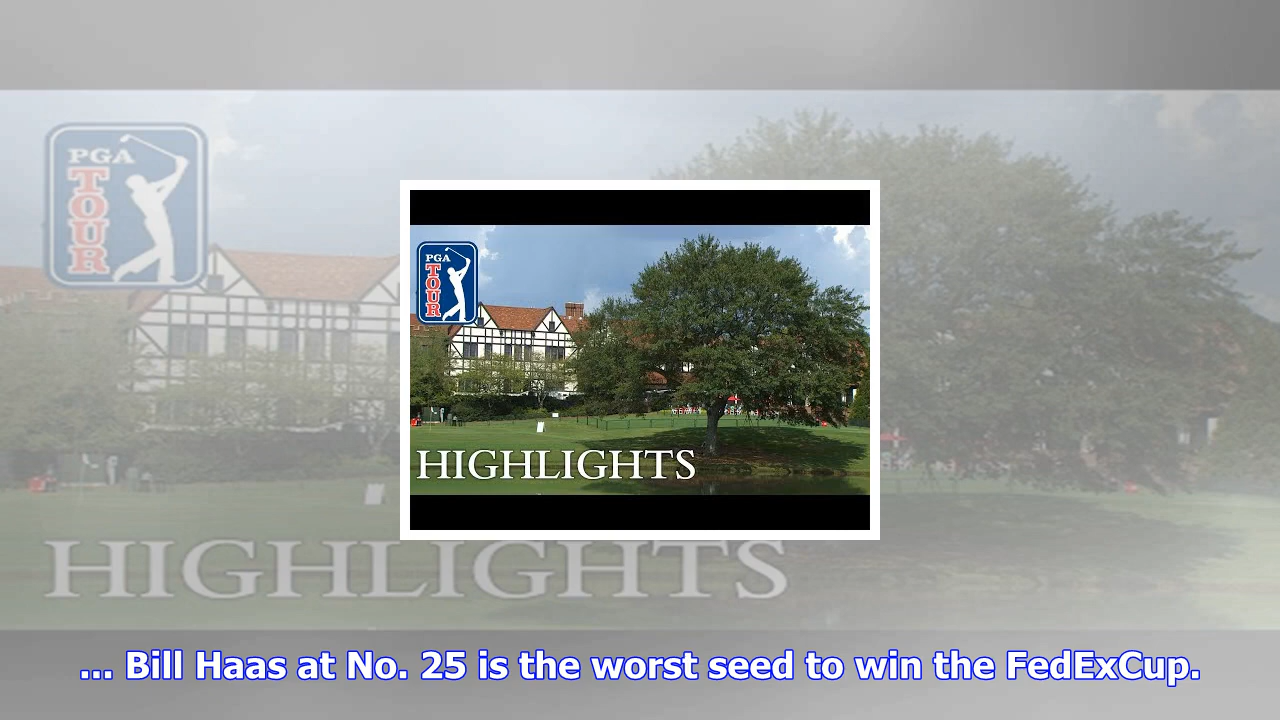 PGA
TOUR
HIGHLIGHTS
PGA
TOUR
HIGHLIGHTS
... Bill Haas at No. 25 is the worst seed to win the FedExCup.